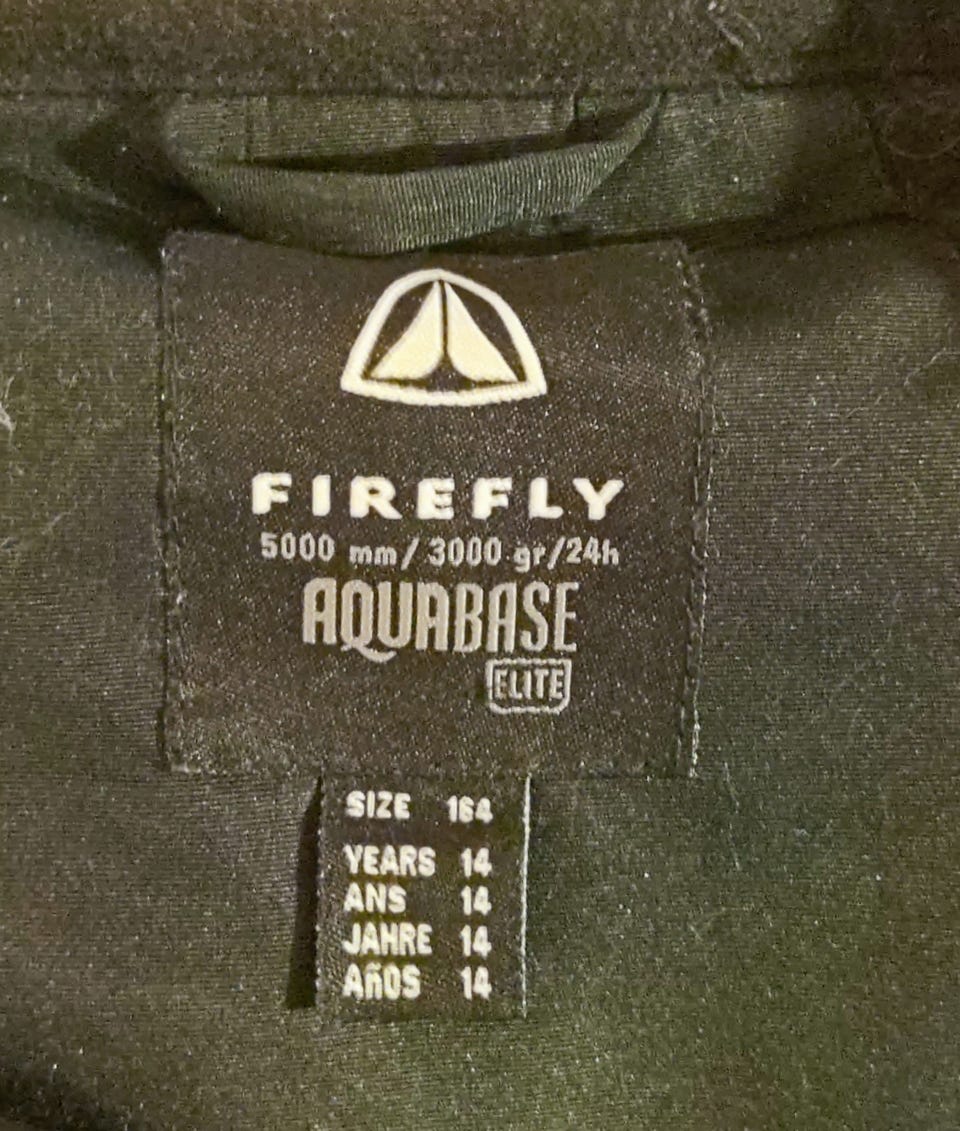 FIREFLY
5000 mm/3000 gr/24h
AQUABASE
ELITE
SIZE 164
YEARS 14
ANS 14
JAHRE 14
AñOS 14